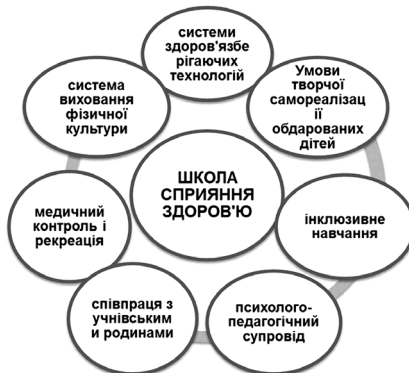 системи
здоров'язбе
рігаючих
технологій
Умови
творчої
самореалізац
ії
обдарованих
дітей
інклюзивне
навчання
психолого-
педагогічний
супровід
співпраця з
учнівським
и родинами
медичний
контроль і
рекреація
система
виховання
фізичної
культури
ШКОЛА
СПРИЯННЯ
ЗДОРОВ'Ю